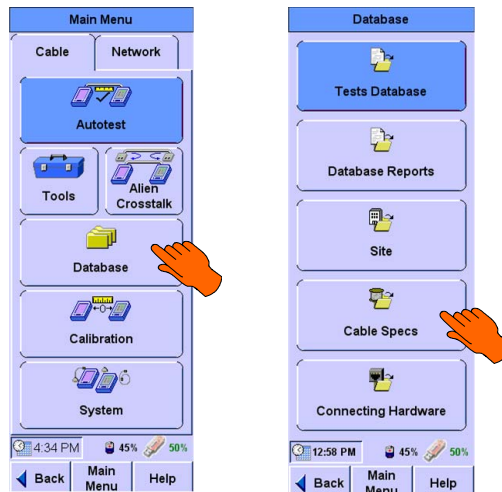 Main Menu
Cable
Network
Autotest
Tools
Alien
Crosstalk
Database
Calibration
System
4:34 PM
45%
50%
Back
Main
Menu
Help
Database
Tests Database
Database Reports
Site
Cable Specs
Connecting Hardware
12:58 PM
45%
50%
Back
Main
Menu
Help